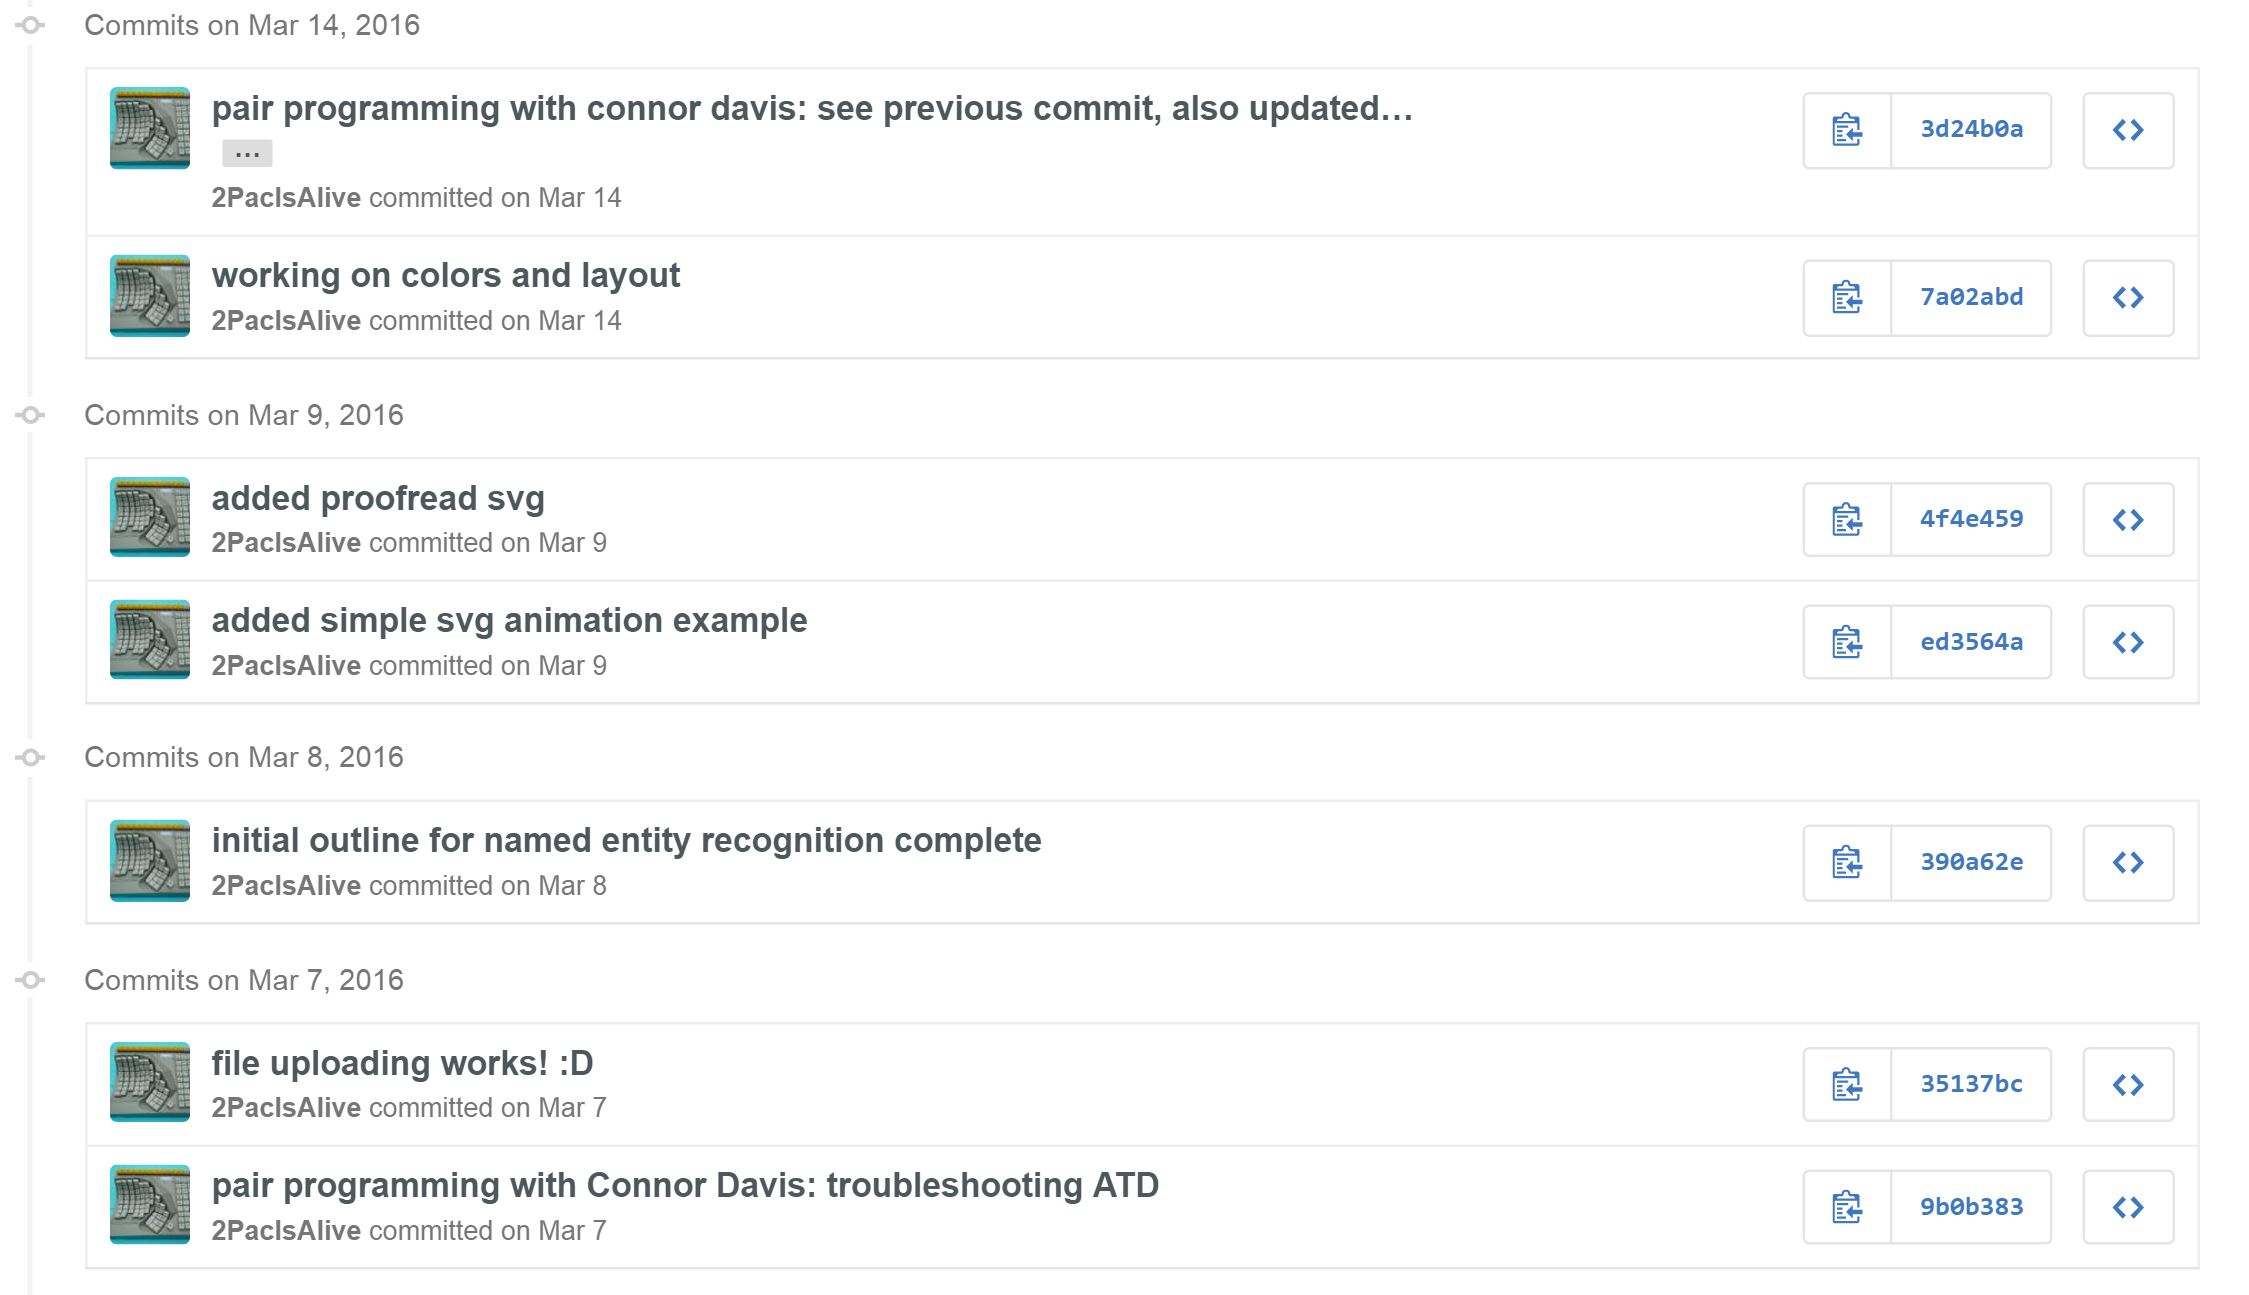 Commits on Mar 14, 2016
pair programming with connor davis: see previous commit, also updated…
…
2PacIsAlive committed on Mar 14
3d24b0a
working on colors and layout
2PacIsAlive committed on Mar 14
7a02abd
Commits on Mar 9, 2016
added proofread svg
2PacIsAlive committed on Mar 9
4f4e459
added simple svg animation example
2PacIsAlive committed on Mar 9
ed3564a
Commits on Mar 8, 2016
initial outline for named entity recognition complete
2PacIsAlive committed on Mar 8
390a62e
Commits on Mar 7, 2016
file uploading works! :D
2PacIsAlive committed on Mar 7
35137bc
pair programming with Connor Davis: troubleshooting ATD
2PacIsAlive committed on Mar 7
9b0b383